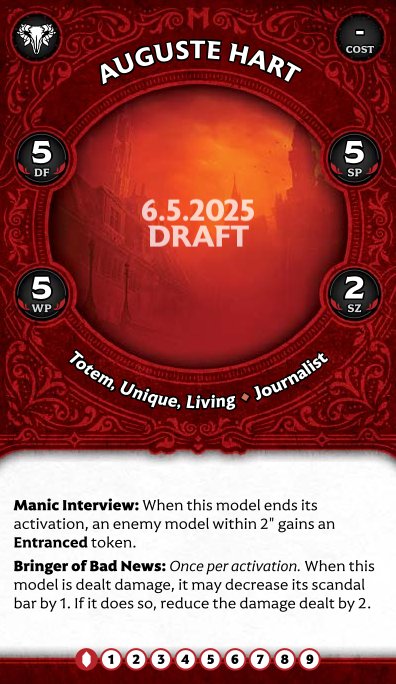 AUGUSTE HART
-
COST
5
DF
5
SP
6.5.2025
DRAFT
5
WP
2
SZ
Totem, Unique, Living ♦ Journalist
Manic Interview: When this model ends its
activation, an enemy model within 2" gains an
Entranced token.
Bringer of Bad News: Once per activation. When this
model is dealt damage, it may decrease its scandal
bar by 1. If it does so, reduce the damage dealt by 2.
1 2 3 4 5 6 7 8 9